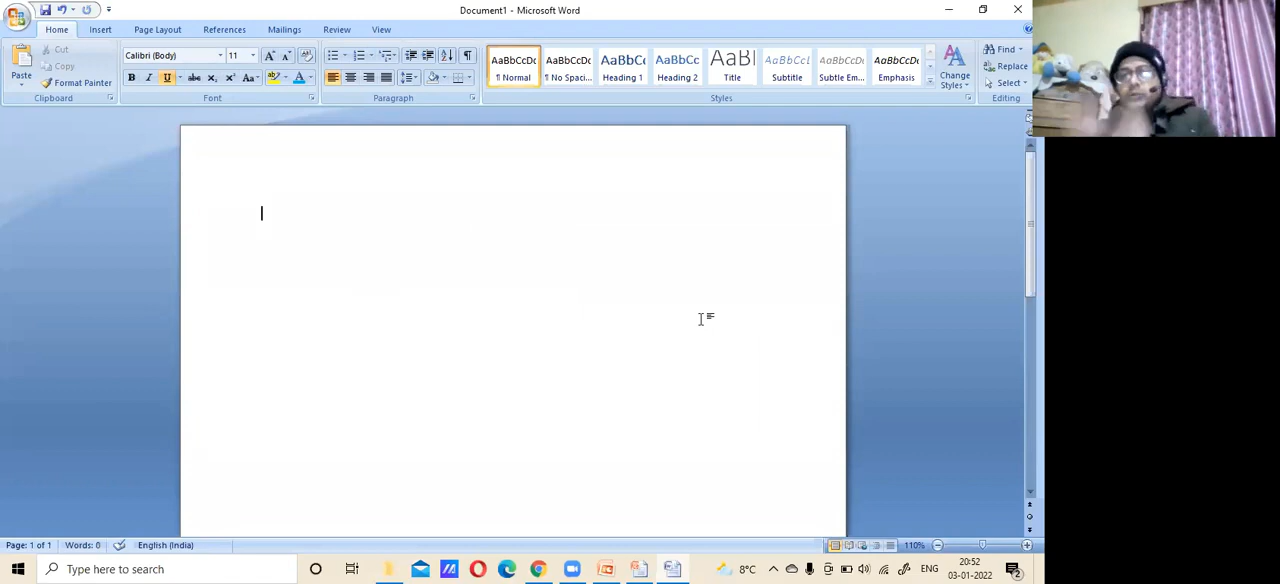 Document1 - Microsoft Word
Home Insert Page Layout References Mailings Review View
Paste
Cut
Copy
Format Painter
Clipboard
Calibri (Body) 11
Font
Paragraph
AaBbCcDc AaBbCcDc AaBbC AaBbCc AaB AaBbCcL AaBbCcDc AaBbCcDc
¶ Normal ¶ No Spaci... Heading 1 Heading 2 Title Subtitle Subtle Em... Emphasis
Change
Styles
Styles
Find
Replace
Select
Editing
Page: 1 of 1 Words: 0 English (India) 110%
Type here to search
8°C ENG
20:52
03-01-2022
2